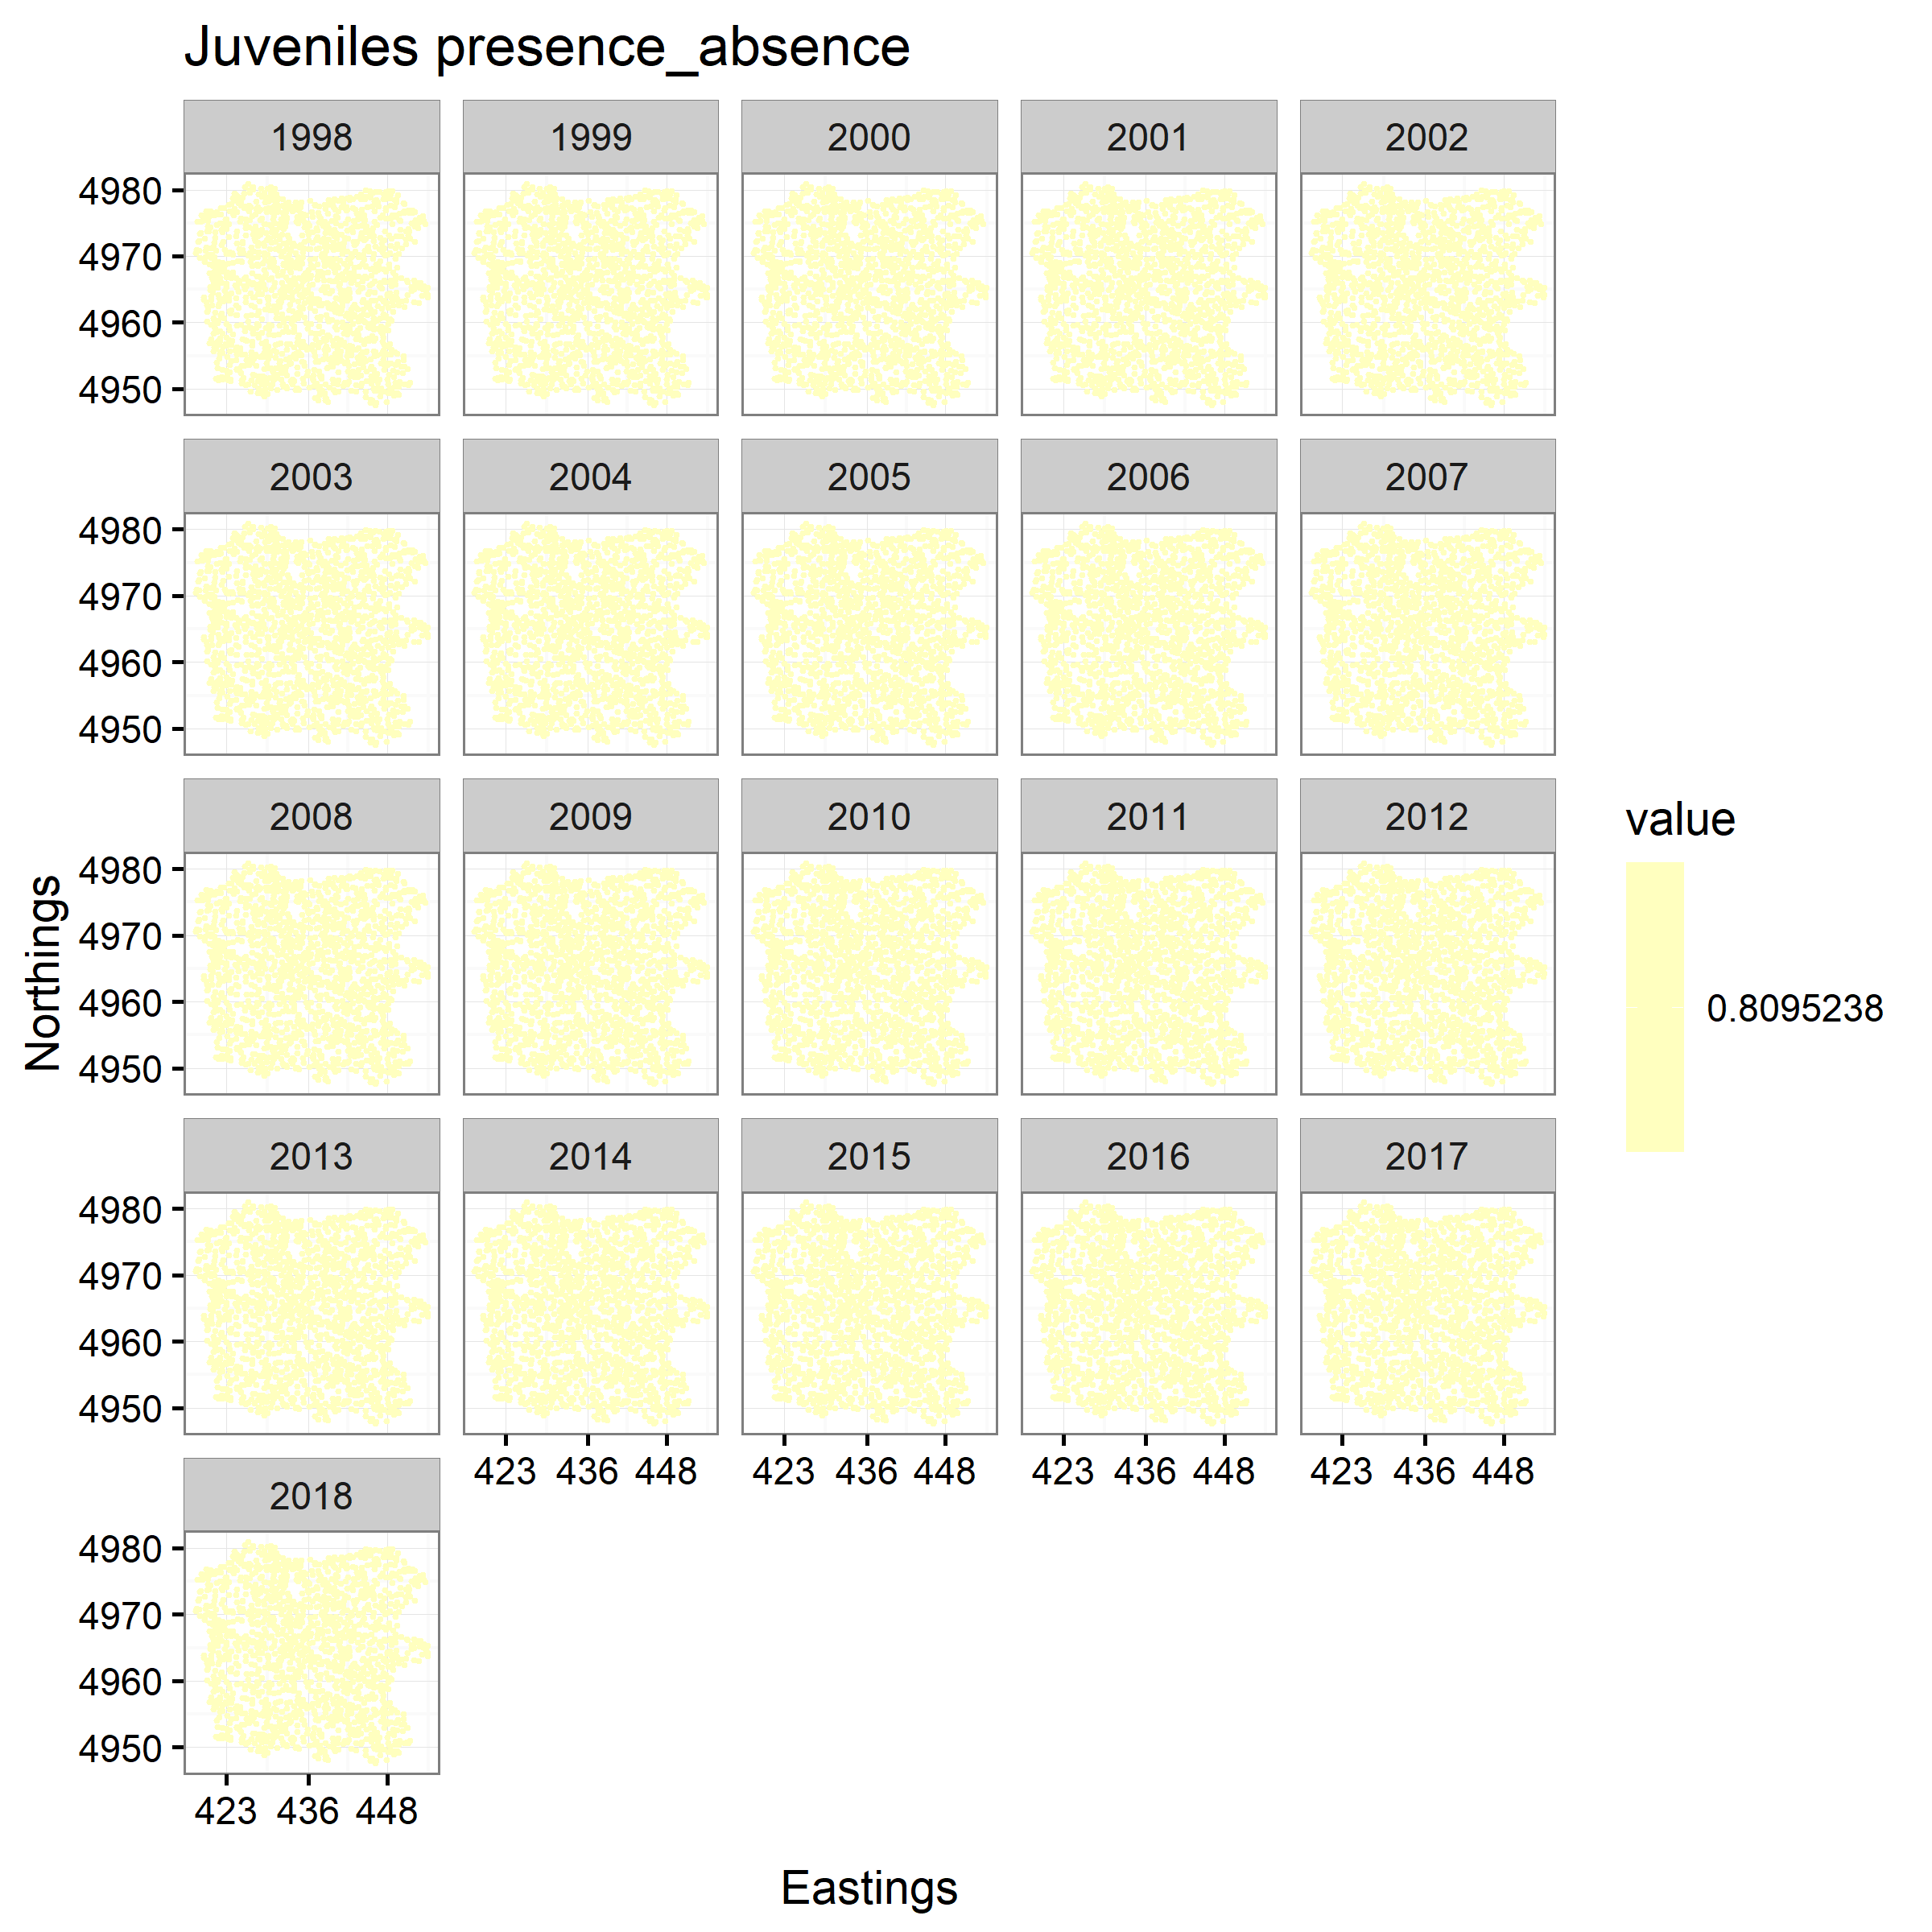 Juveniles presence_absence
1998 1999 2000 2001 2002
4980
4970
4960
4950
2003 2004 2005 2006 2007
4980
4970
4960
4950
2008 2009 2010 2011 2012
4980
4970
4960
4950
2013 2014 2015 2016 2017
4980
4970
4960
4950
423 436 448 423 436 448 423 436 448 423 436 448
2018
4980
4970
4960
4950
423 436 448
Northings
Eastings
value
0.8095238